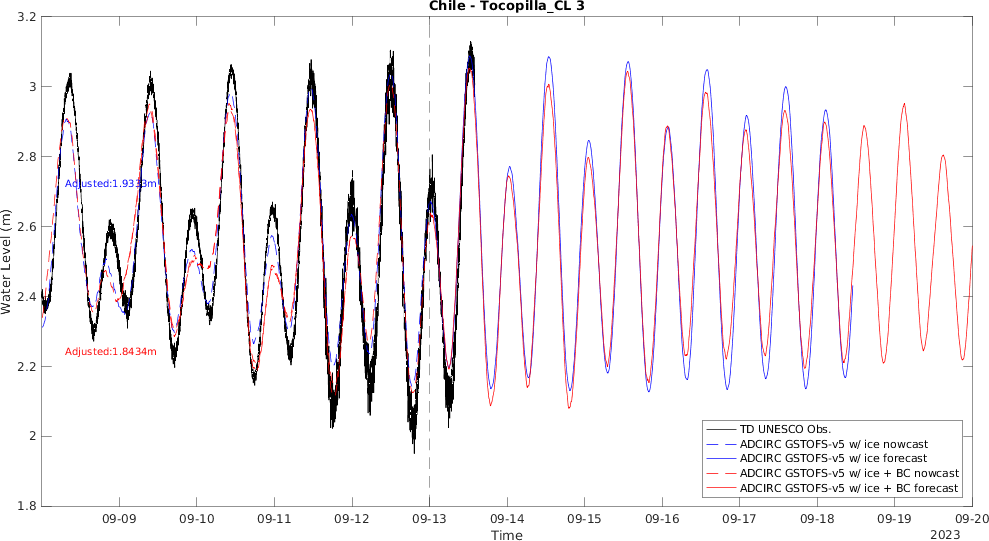 Chile - Tocopilla_CL 3
Water Level (m)
3.2
3
2.8
2.6
2.4
2.2
2
1.8
Adjusted:1.9333m
Adjusted:1.8434m
TD UNESCO Obs.
ADCIRC GSTOFS-v5 w/ ice nowcast
ADCIRC GSTOFS-v5 w/ ice forecast
ADCIRC GSTOFS-v5 w/ ice + BC nowcast
ADCIRC GSTOFS-v5 w/ ice + BC forecast
09-09 09-10 09-11 09-12 09-13 09-14 09-15 09-16 09-17 09-18 09-19 09-20
Time
2023